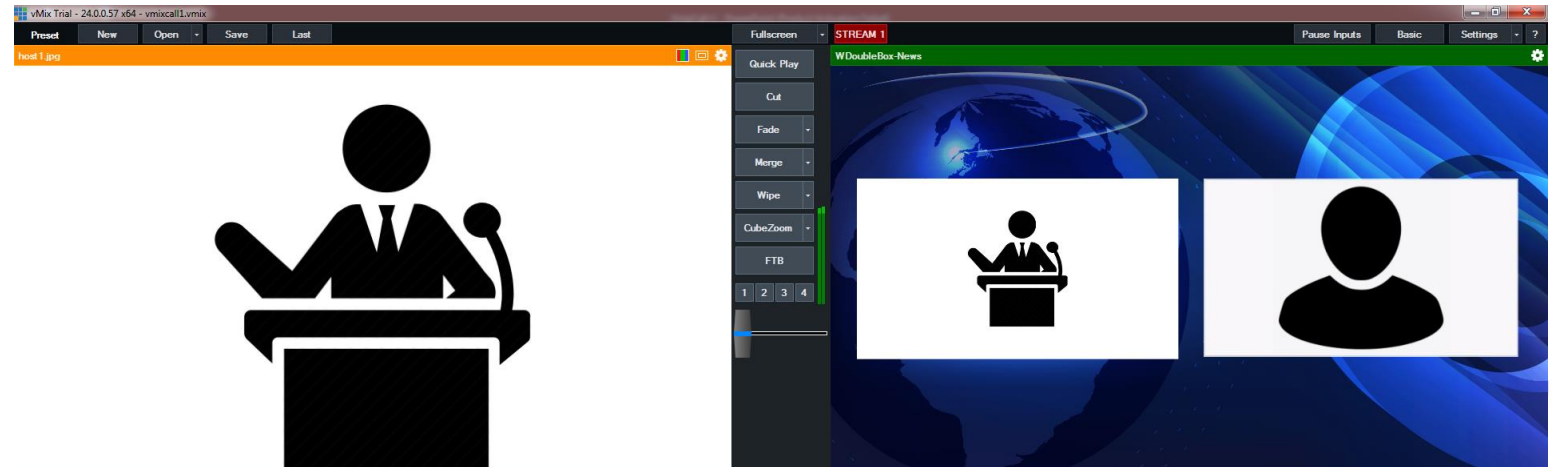 vMix Trial - 24.0.0.57 x64 - vmixcall1.vmix
Preset New Open Save Last Fullscreen STREAM 1 Pause Inputs Basic Settings ?
host1.jpg
WDoubleBox-News
Quick Play
Cut
Fade
Merge
Wipe
CubeZoom
FTB
1 2 3 4